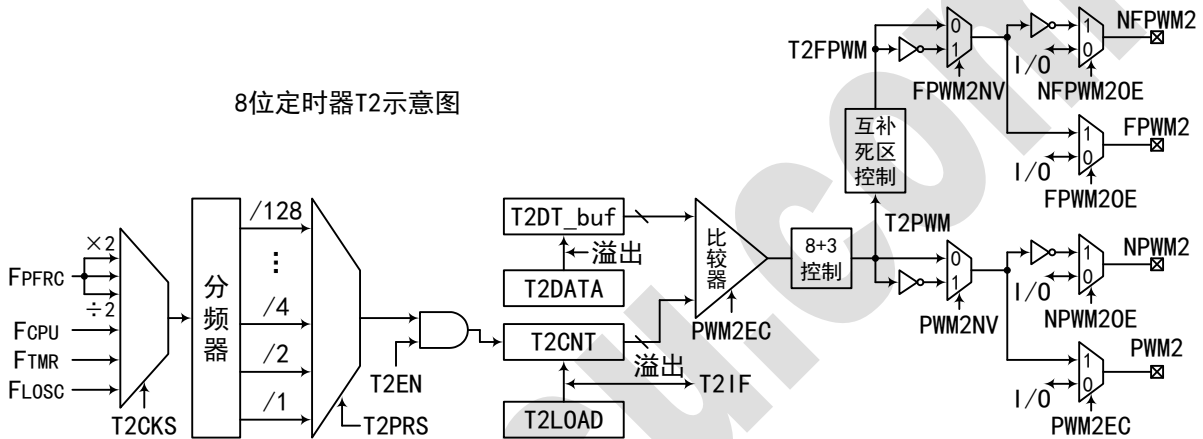 8位定时器T2示意图
FPFRC
×2
÷2
FCPU
FTMR
FLOSC
T2CKS
分频器
/128
⋮
/4
/2
/1
T2PRS
T2EN
T2DT_buf
溢出
T2DATA
T2CNT
溢出
T2IF
T2LOAD
比较器
PWM2EC
8+3
控制
T2PWM
互补
死区
控制
T2FPWM
0
1
FPWM2NV
1
0
I/O
NFPWM2OE
NFPWM2
1
0
I/O
FPWM2OE
FPWM2
0
1
PWM2NV
1
0
I/O
NPWM2OE
NPWM2
1
0
I/O
PWM2EC
PWM2